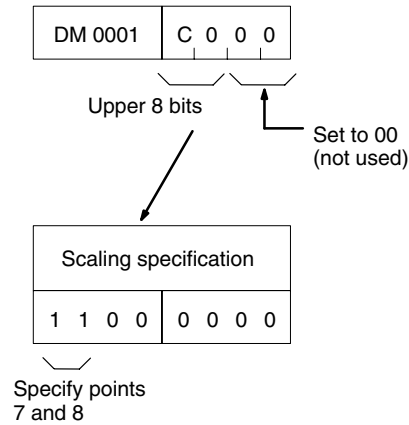 DM 0001 C 0 0 0
Upper 8 bits
Set to 00
(not used)
Scaling specification
1 1 0 0 0 0 0 0
Specify points
7 and 8